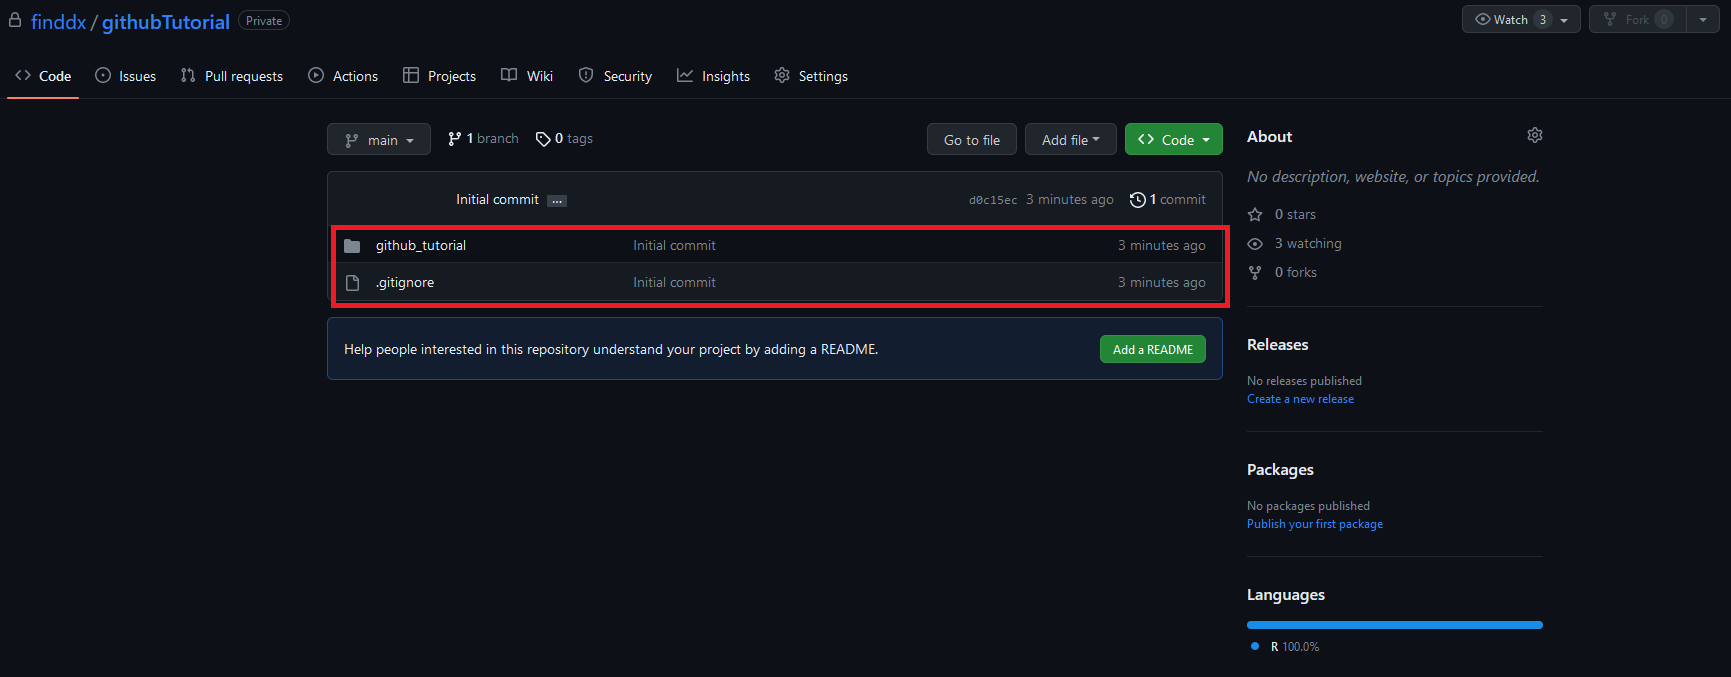 finddx / githubTutorial Private Watch 3 Fork 0
Code Issues Pull requests Actions Projects Wiki Security Insights Settings
main 1 branch 0 tags Go to file Add file Code
Initial commit ... d0c15ec 3 minutes ago 1 commit
github_tutorial Initial commit 3 minutes ago
.gitignore Initial commit 3 minutes ago
Help people interested in this repository understand your project by adding a README. Add a README
About
No description, website, or topics provided.
0 stars
3 watching
0 forks
Releases
No releases published
Create a new release
Packages
No packages published
Publish your first package
Languages
R 100.0%